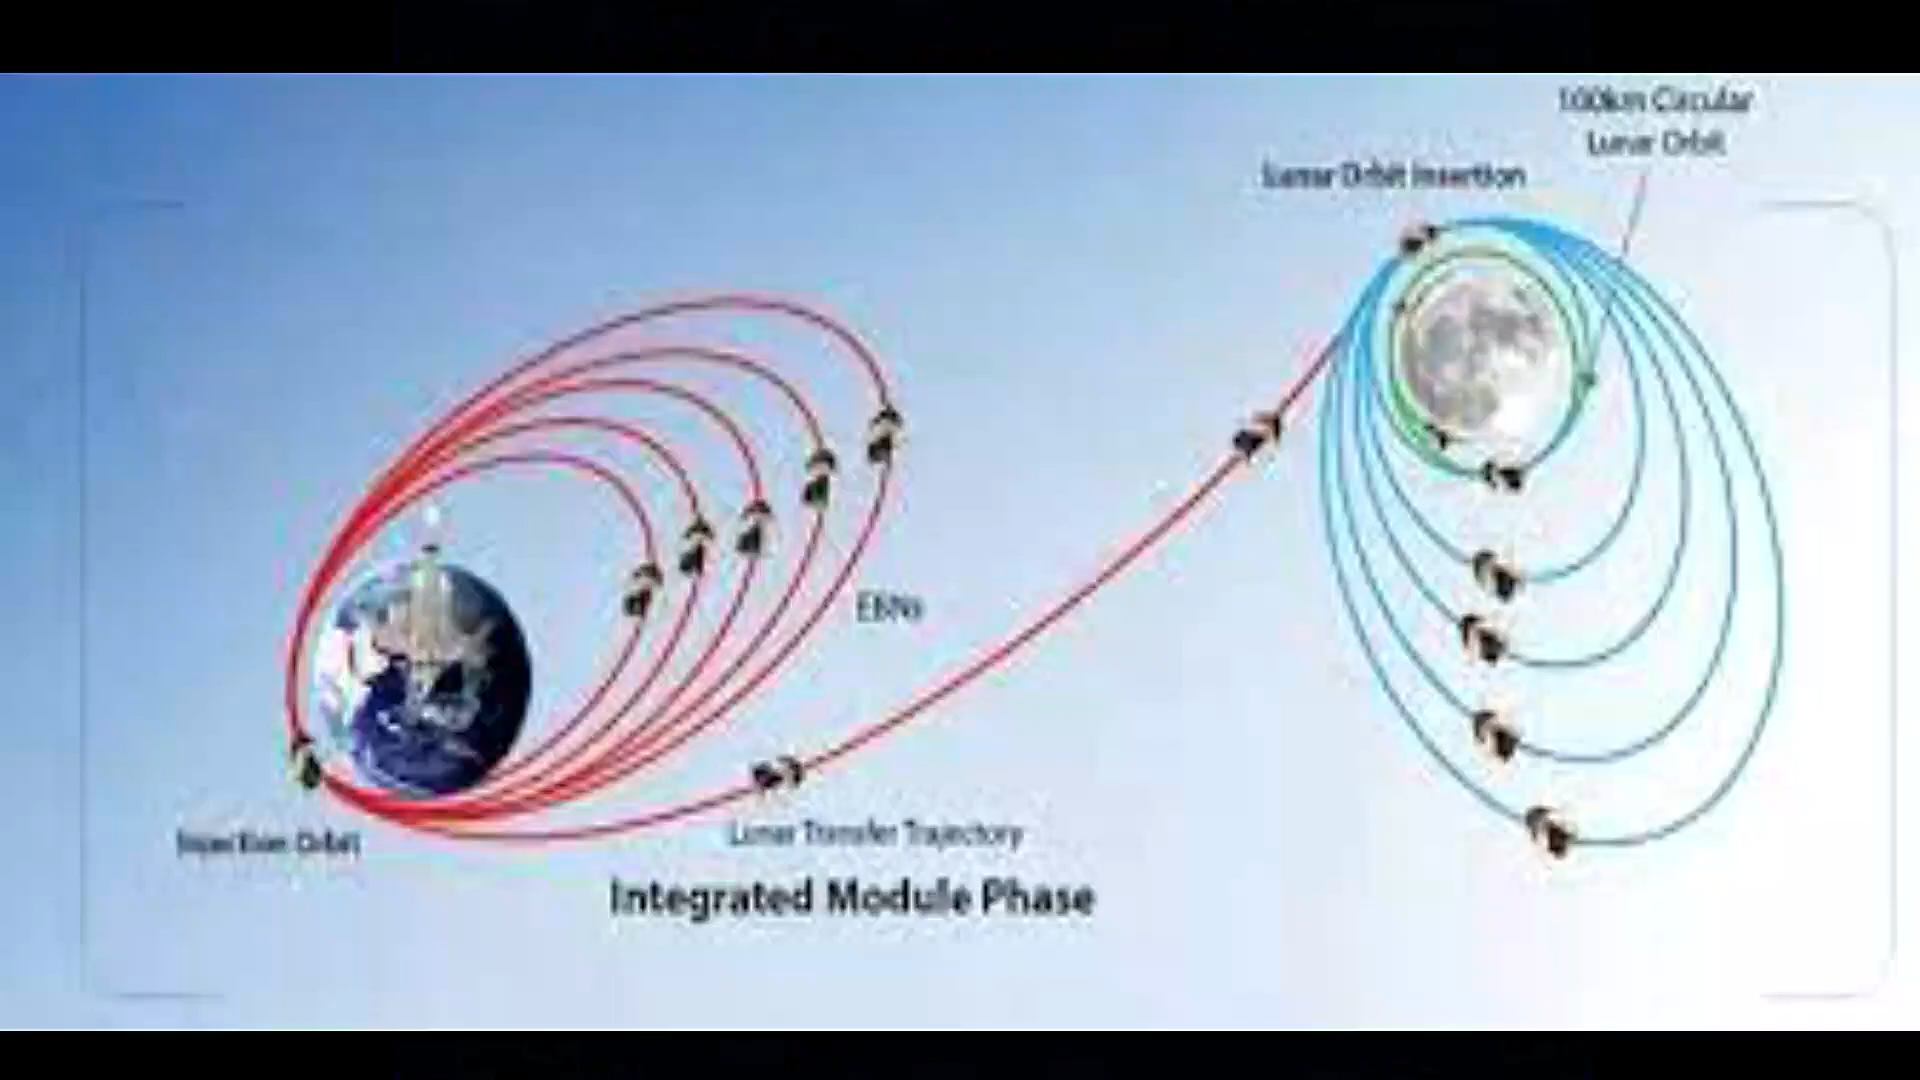 100km Circular
Lunar Orbit
Lunar Orbit Insertion
EBNs
Injection Orbit
Lunar Transfer Trajectory
Integrated Module Phase